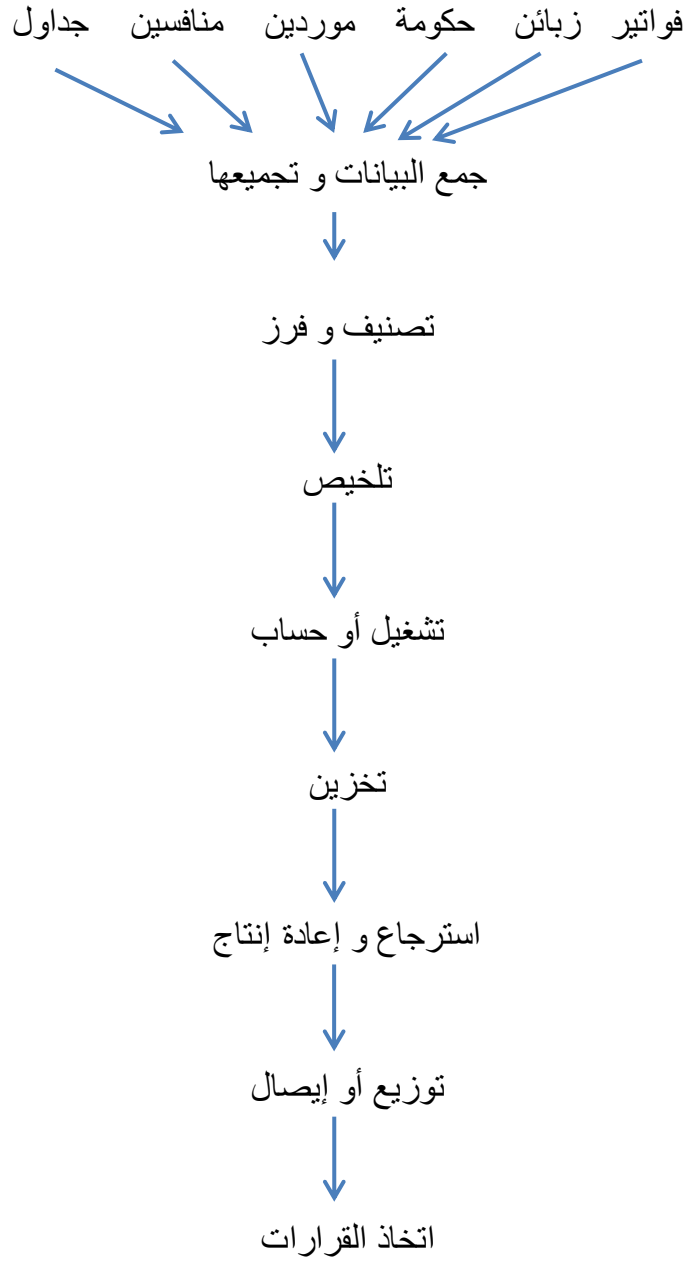 فواتير زبائن حكومة موردين منافسين جداول
جمع البيانات و تجميعها
تصنيف و فرز
تلخيص
تشغيل أو حساب
تخزين
استرجاع و إعادة إنتاج
توزيع أو إيصال
اتخاذ القرارات